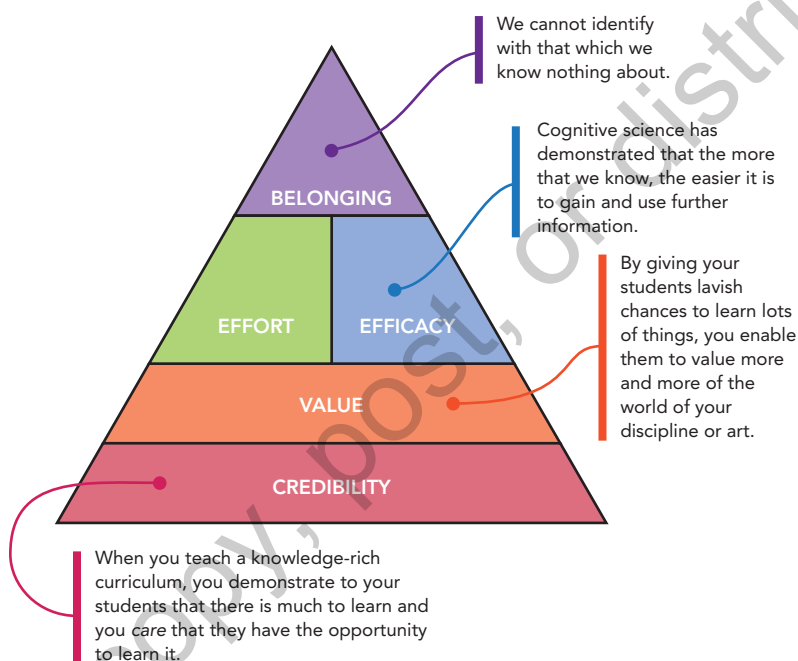 We cannot identify
with that which we
know nothing about.
Cognitive science has
demonstrated that the more
that we know, the easier it is
to gain and use further
information.
By giving your
students lavish
chances to learn lots
of things, you enable
them to value more
and more of the
world of your
discipline or art.
BELONGING
EFFORT
EFFICACY
VALUE
CREDIBILITY
When you teach a knowledge-rich
curriculum, you demonstrate to your
students that there is much to learn and
you care that they have the opportunity
to learn it.
copy, post, or distri